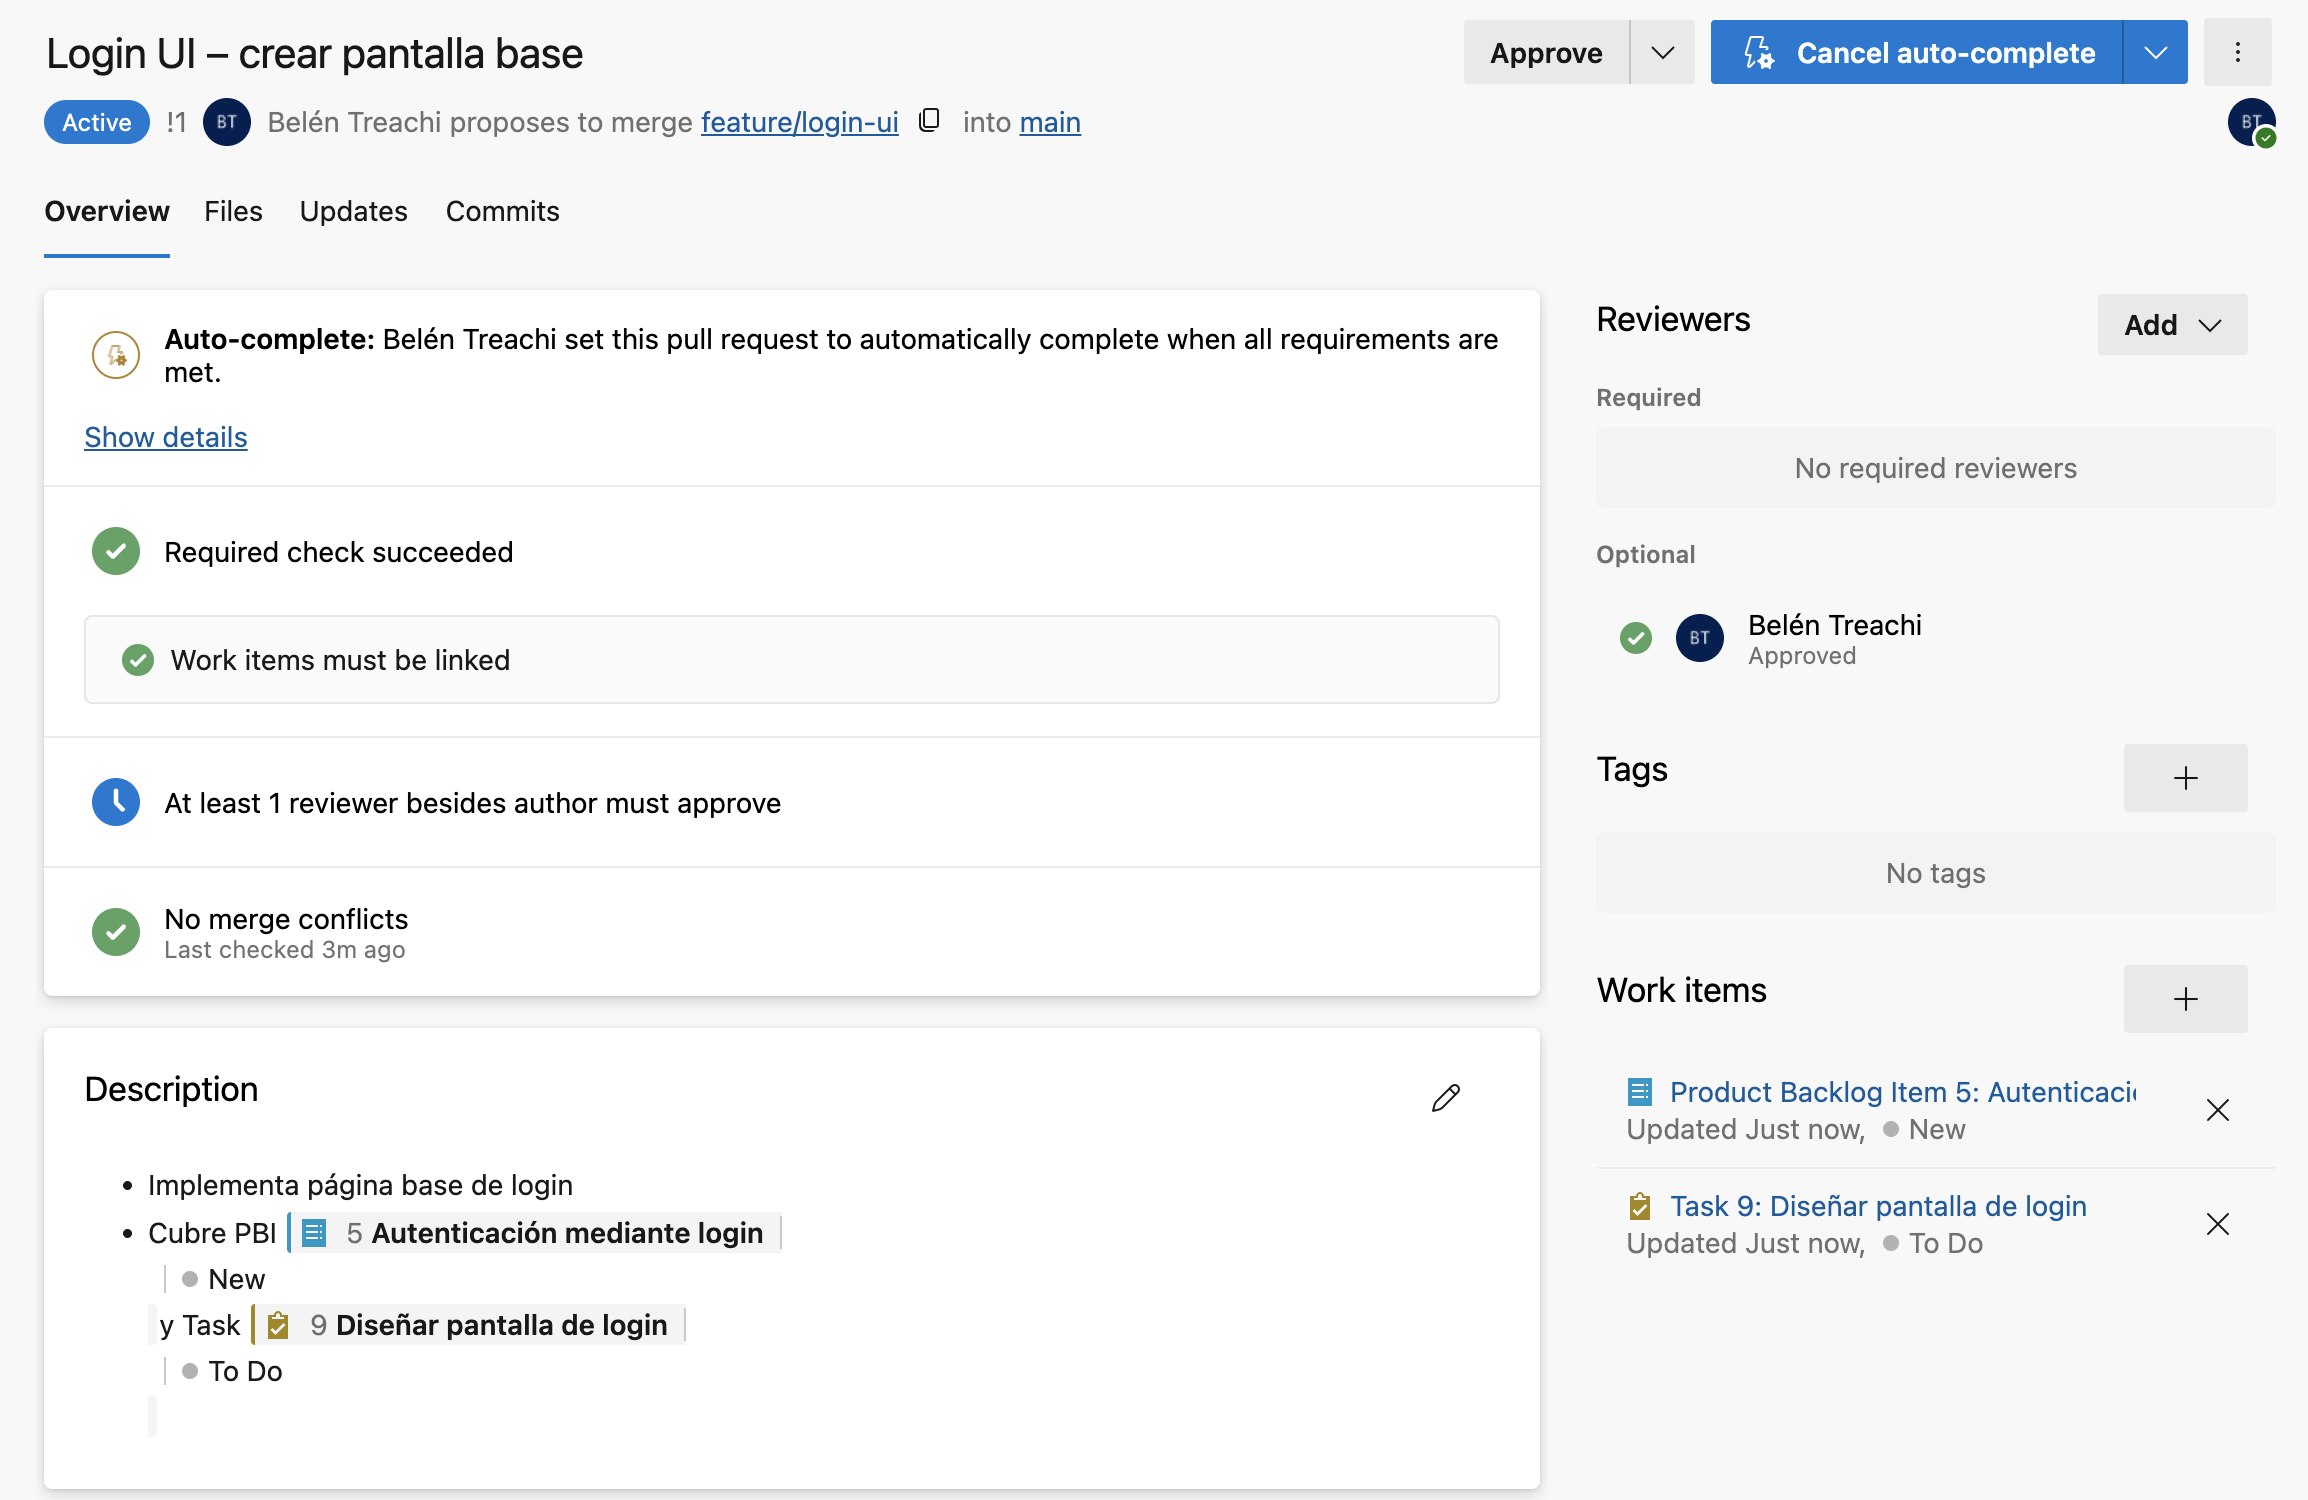 Login UI – crear pantalla base
Approve
Cancel auto-complete
Active
!1
BT
Belén Treachi proposes to merge feature/login-ui into main
BT
Overview
Files
Updates
Commits
Auto-complete: Belén Treachi set this pull request to automatically complete when all requirements are
met.
Show details
Required check succeeded
Work items must be linked
At least 1 reviewer besides author must approve
No merge conflicts
Last checked 3m ago
Description
Implementa página base de login
Cubre PBI 5 Autenticación mediante login
New
y Task 9 Diseñar pantalla de login
To Do
Reviewers
Add
Required
No required reviewers
Optional
BT
Belén Treachi
Approved
Tags
No tags
Work items
Product Backlog Item 5: Autenticació
Updated Just now, New
Task 9: Diseñar pantalla de login
Updated Just now, To Do